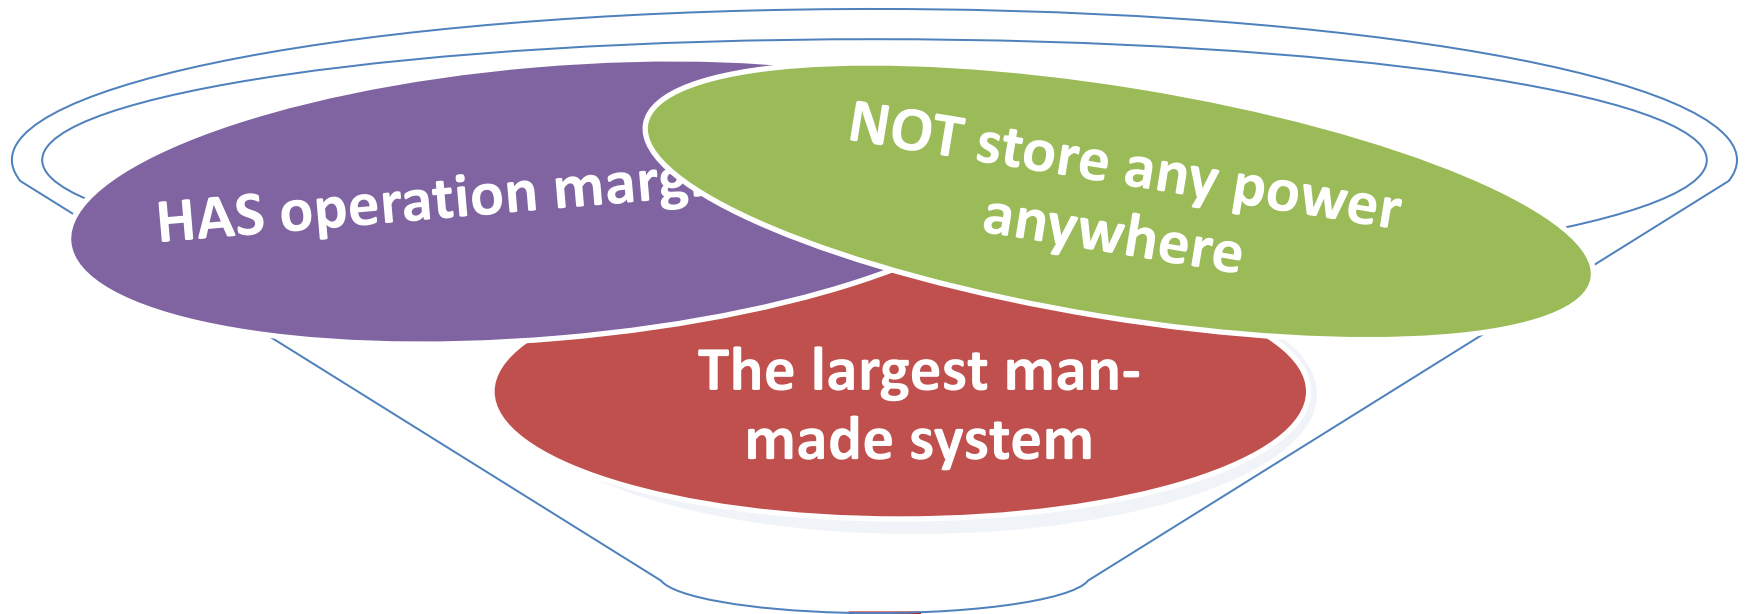 HAS operation marg
NOT store any power
anywhere
The largest man-
made system